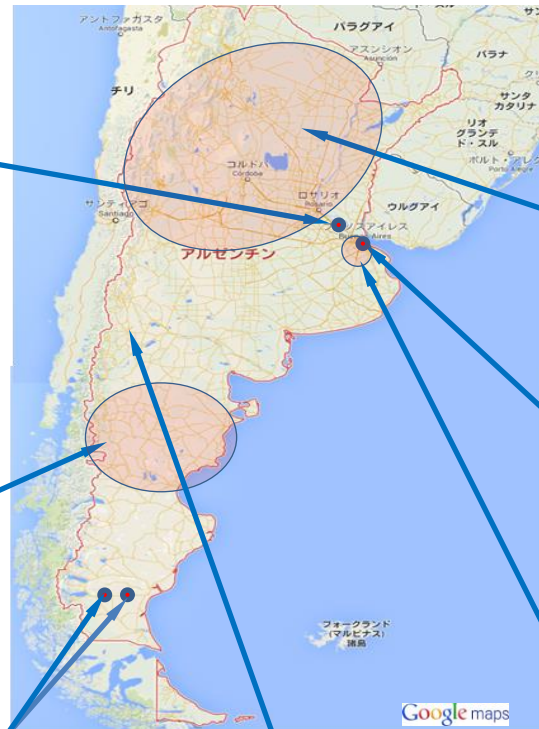 アントファガスタ
Antofagasta
パラグアイ
アスンシオン
Asunción
パラナ
チリ
サンタ
カタリナ
リオ
グランデ
ド・スル
コルドバ
Córdoba
ポルト・アレグ
Porto Alegre
ロサリオ
Rosario
サンティアゴ
Santiago
ウルグアイ
ノスアイレス
Buenos Aires
アルゼンチン
フォークランド
(マルビナス)
諸島
Google maps